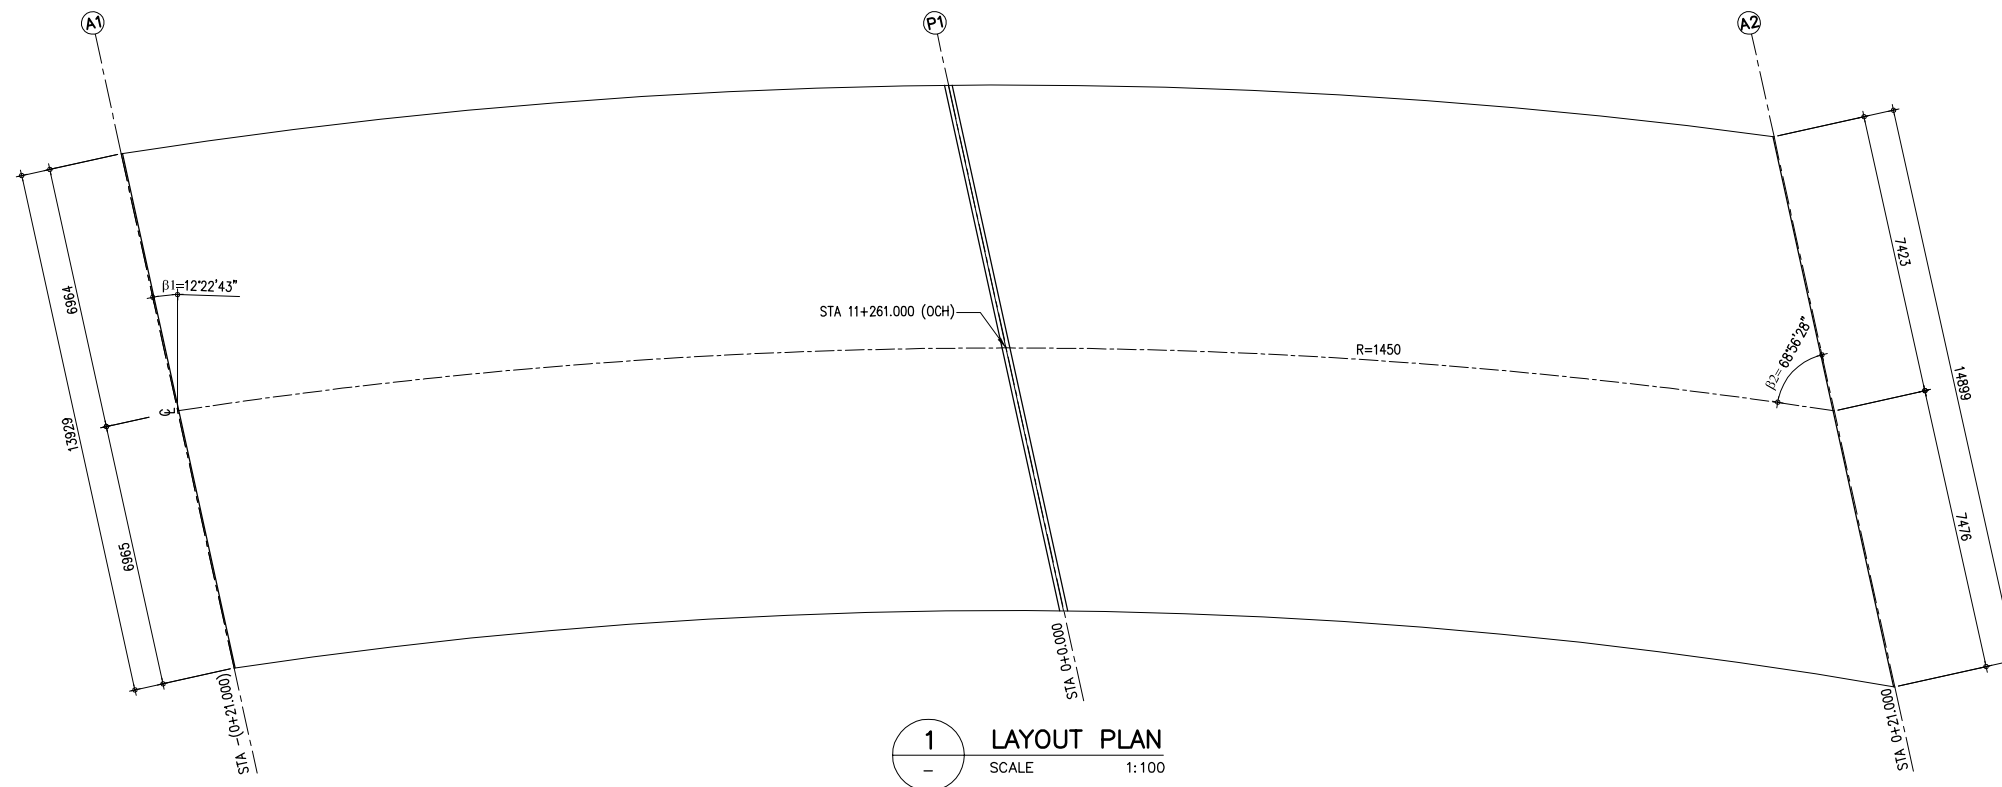 A1
P1
A2
β1=12°22'43"
STA 11+261.000 (OCH)
R=1450
β2= 68°56'28"
6964
6965
13929
7423
7476
14899
℄
STA -(0+21.000)
STA 0+0.000
STA 0+21.000
1
-
LAYOUT PLAN
SCALE 1:100